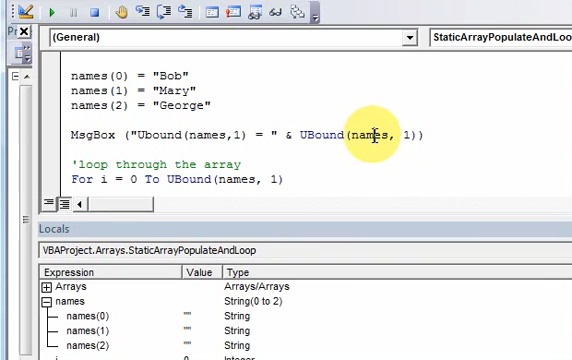 (General)
StaticArrayPopulateAndLoo
names(0) = "Bob"
names(1) = "Mary"
names(2) = "George"
MsgBox ("Ubound(names,1) = " & UBound(names, 1))
'loop through the array
For i = 0 To UBound(names, 1)
Locals
VBAProject.Arrays.StaticArrayPopulateAndLoop
Expression Value Type
Arrays Arrays/Arrays
names String(0 to 2)
names(0) "" String
names(1) "" String
names(2) "" String
i 0 Integer